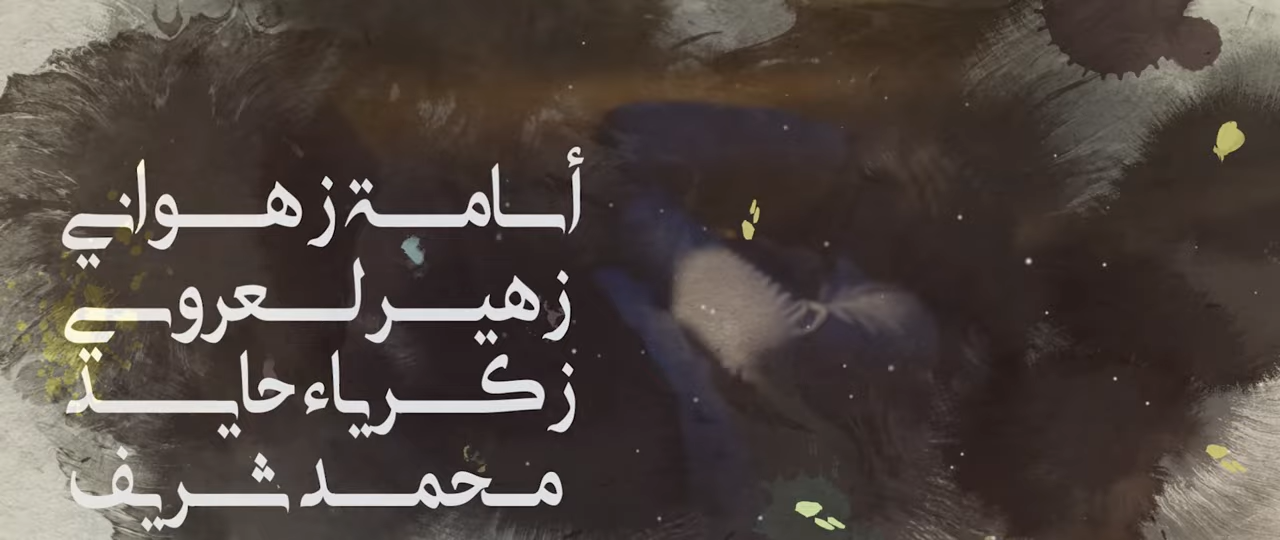 أسامة زهواني
زهير لعروسي
زكرياء حايد
محمد شريف